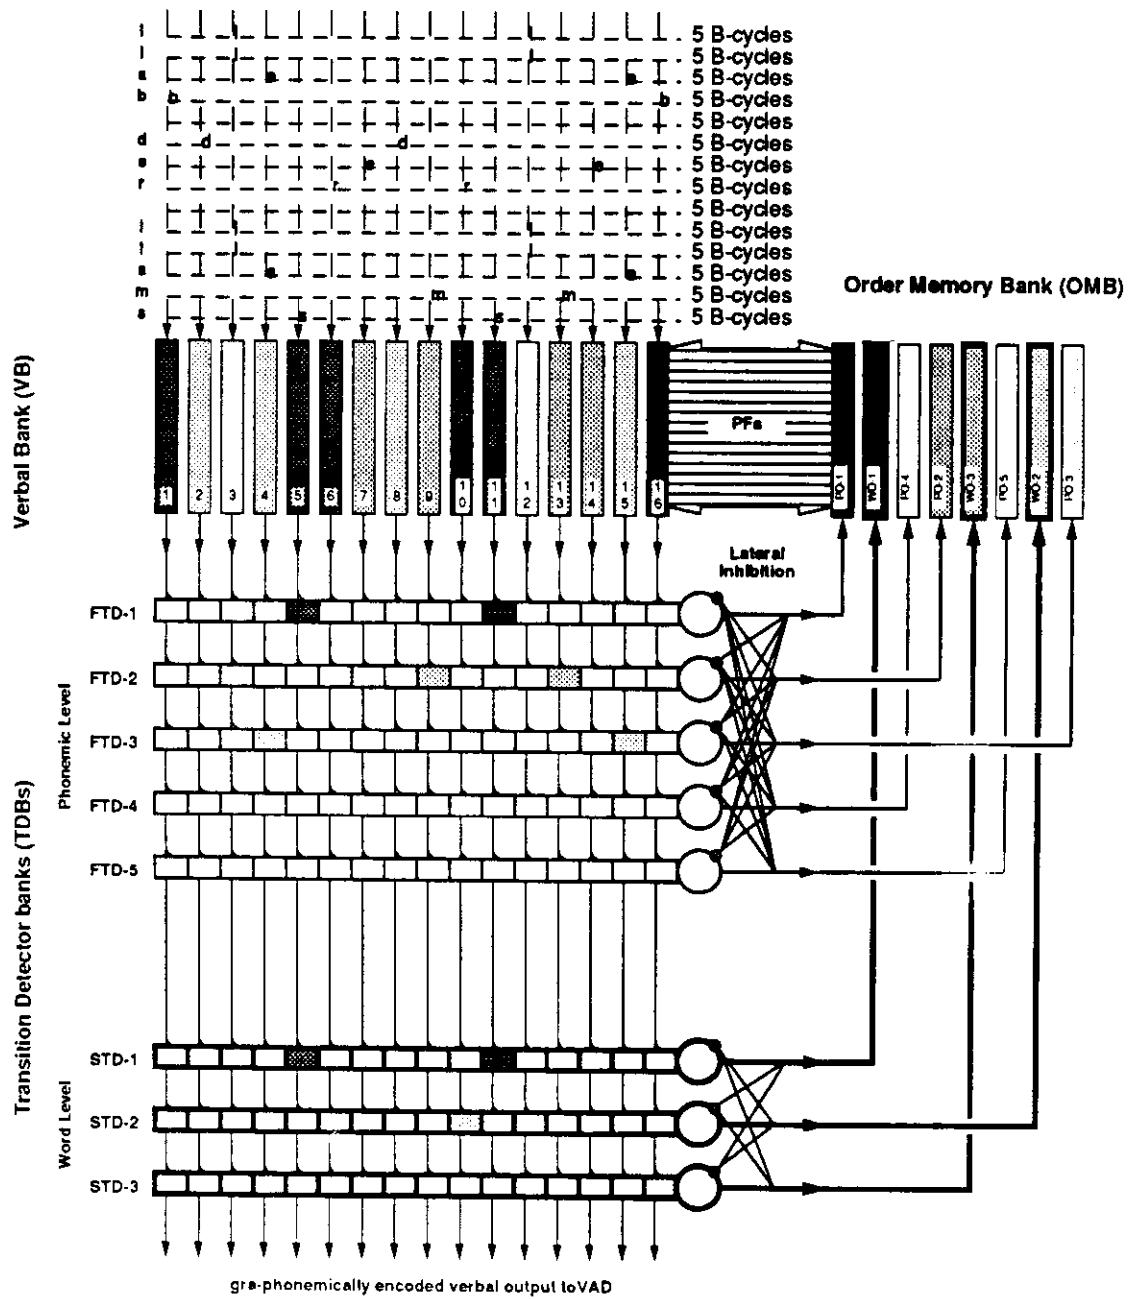 5 B-cycles
5 B-cycles
a e e 5 B-cycles
b b b 5 B-cycles
5 B-cycles
d d d 5 B-cycles
e e e 5 B-cycles
r r r 5 B-cycles
5 B-cycles
5 B-cycles
5 B-cycles
a e e 5 B-cycles
m m m 5 B-cycles
s s s 5 B-cycles
Order Memory Bank (OMB)
Verbal Bank (VB)
1 2 3 4 5 6 7 8 9 10 11 12 13 14 15 16
PFs
PO-1 WO-1 PO-4 PO-2 WO-3 PO-5 WO-2 PO 3
Lateral
Inhibition
Transition Detector banks (TDBs)
Phonemic Level
FTD-1
FTD-2
FTD-3
FTD-4
FTD-5
Word Level
STD-1
STD-2
STD-3
gra-phonemically encoded verbal output toVAD